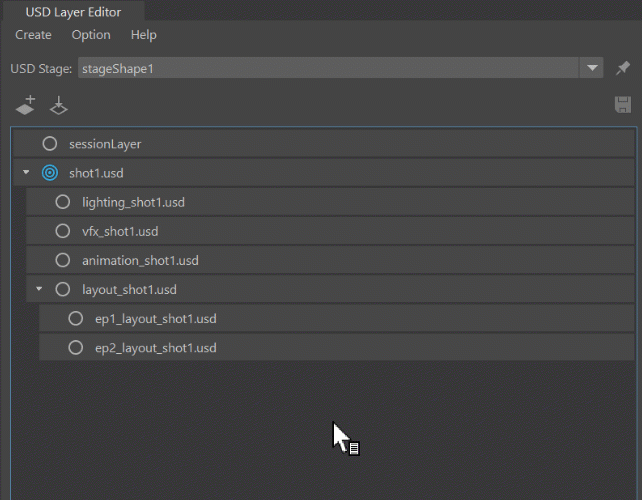 USD Layer Editor
Create Option Help
USD Stage: stageShape1
sessionLayer
shot1.usd
lighting_shot1.usd
vfx_shot1.usd
animation_shot1.usd
layout_shot1.usd
ep1_layout_shot1.usd
ep2_layout_shot1.usd